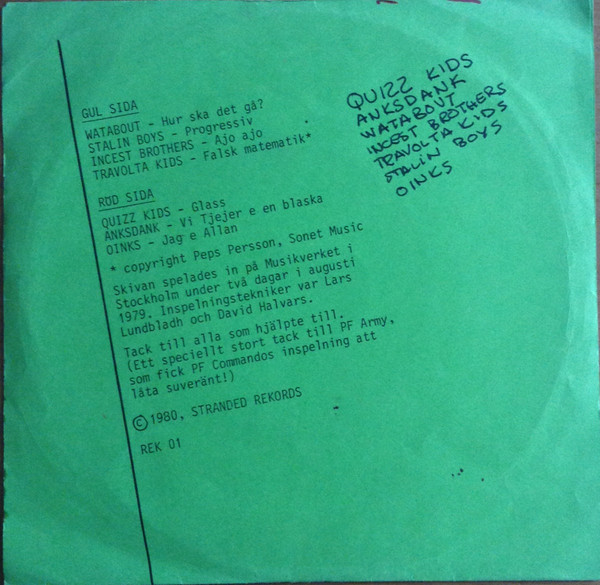 GUL SIDA
WATABOUT - Hur ska det gå?
STALIN BOYS - Progressiv
INCEST BROTHERS - Ajo ajo
TRAVOLTA KIDS - Falsk matematik*
RÖD SIDA
QUIZZ KIDS - Glass
ANKSDANK - Vi Tjejer e en blaska
OINKS - Jag e Allan
* copyright Peps Persson, Sonet Music
Skivan spelades in på Musikverket i
Stockholm under två dagar i augusti
1979. Inspelningstekniker var Lars
Lundbladh och David Halvars.
Tack till alla som hjälpte till.
(Ett speciellt stort tack till PF Army,
som fick PF Commandos inspelning att
låta suveränt!)
©1980, STRANDED REKORDS
REK 01
QUIZZ KIDS
ANKSDANK
WATABOUT
INCEST BROTHERS
TRAVOLTA KIDS
STALIN BOYS
OINKS